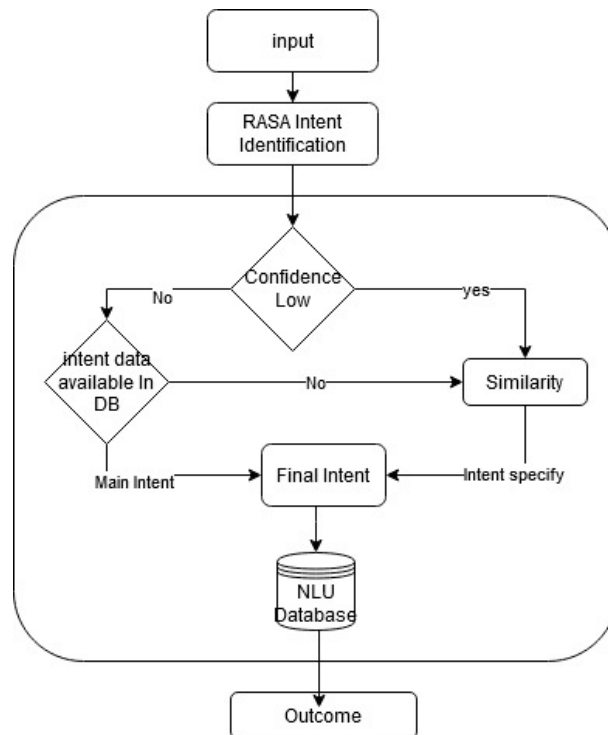 input
RASA Intent
Identification
Confidence
Low
No
yes
intent data
available In
DB
No
Similarity
Main Intent
Final Intent
Intent specify
NLU
Database
Outcome